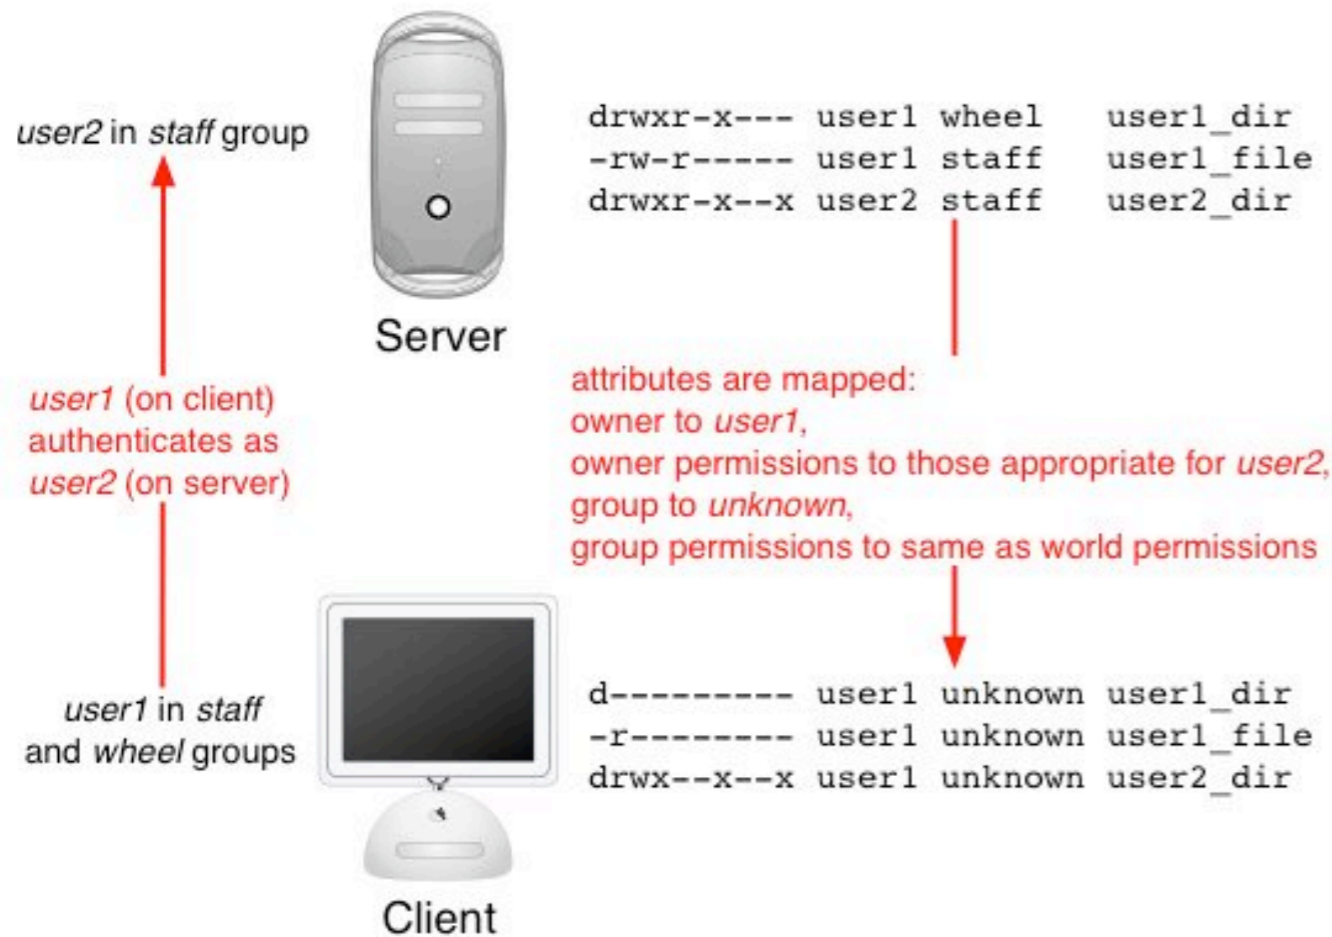 user2 in staff group
drwxr-x--- user1 wheel user1_dir
-rw-r----- user1 staff user1_file
drwxr-x--x user2 staff user2_dir
Server
user1 (on client)
authenticates as
user2 (on server)
attributes are mapped:
owner to user1,
owner permissions to those appropriate for user2,
group to unknown,
group permissions to same as world permissions
user1 in staff
and wheel groups
d--------- user1 unknown user1_dir
-r-------- user1 unknown user1_file
drwx--x--x user1 unknown user2_dir
Client